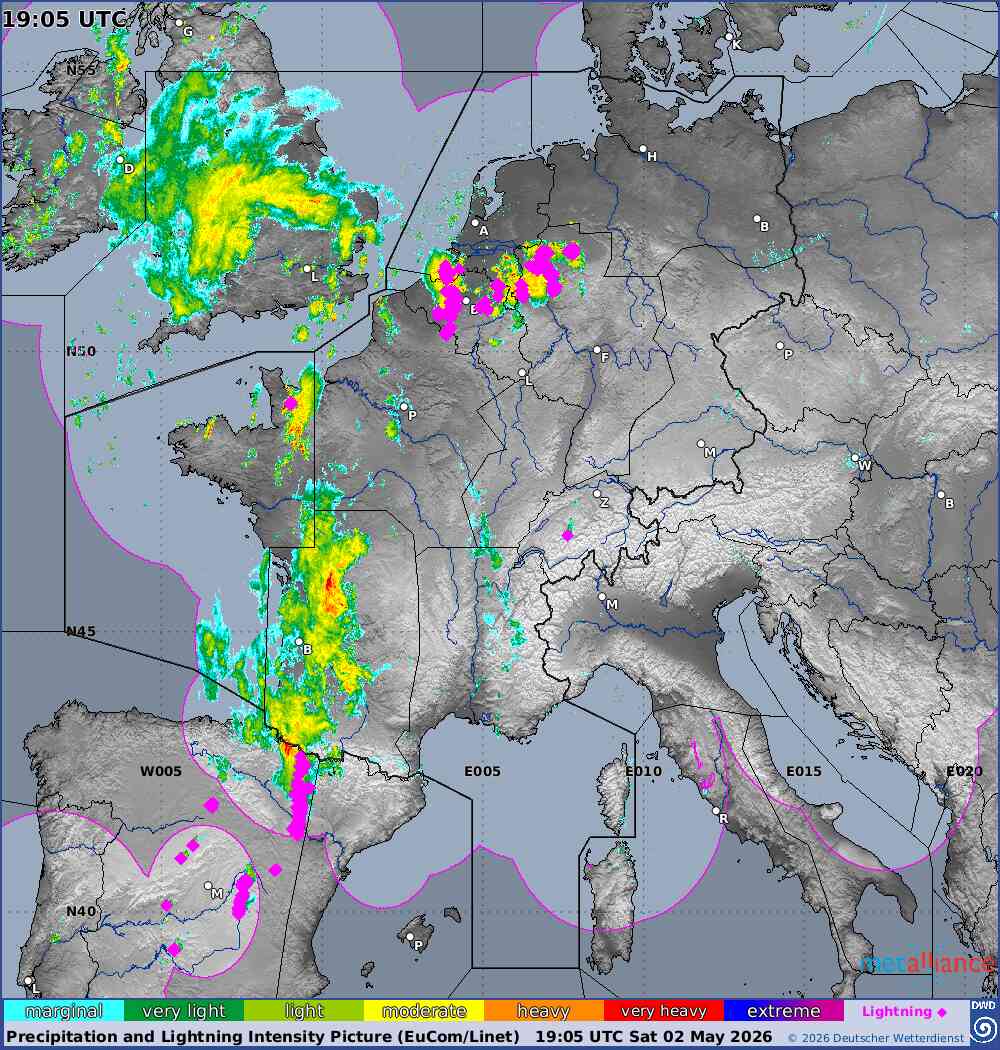 19:05 UTC
G
K
N55
H
D
A
B
L
B
N50
P
F
L
P
M
W
Z
B
M
N45
B
W005
E005
E010
E015
E020
R
M
N40
P
metalliance
L
marginal very light light moderate heavy very heavy extreme Lightning ◆ DWD
Precipitation and Lightning Intensity Picture (EuCom/Linet) 19:05 UTC Sat 02 May 2026 © 2026 Deutscher Wetterdienst